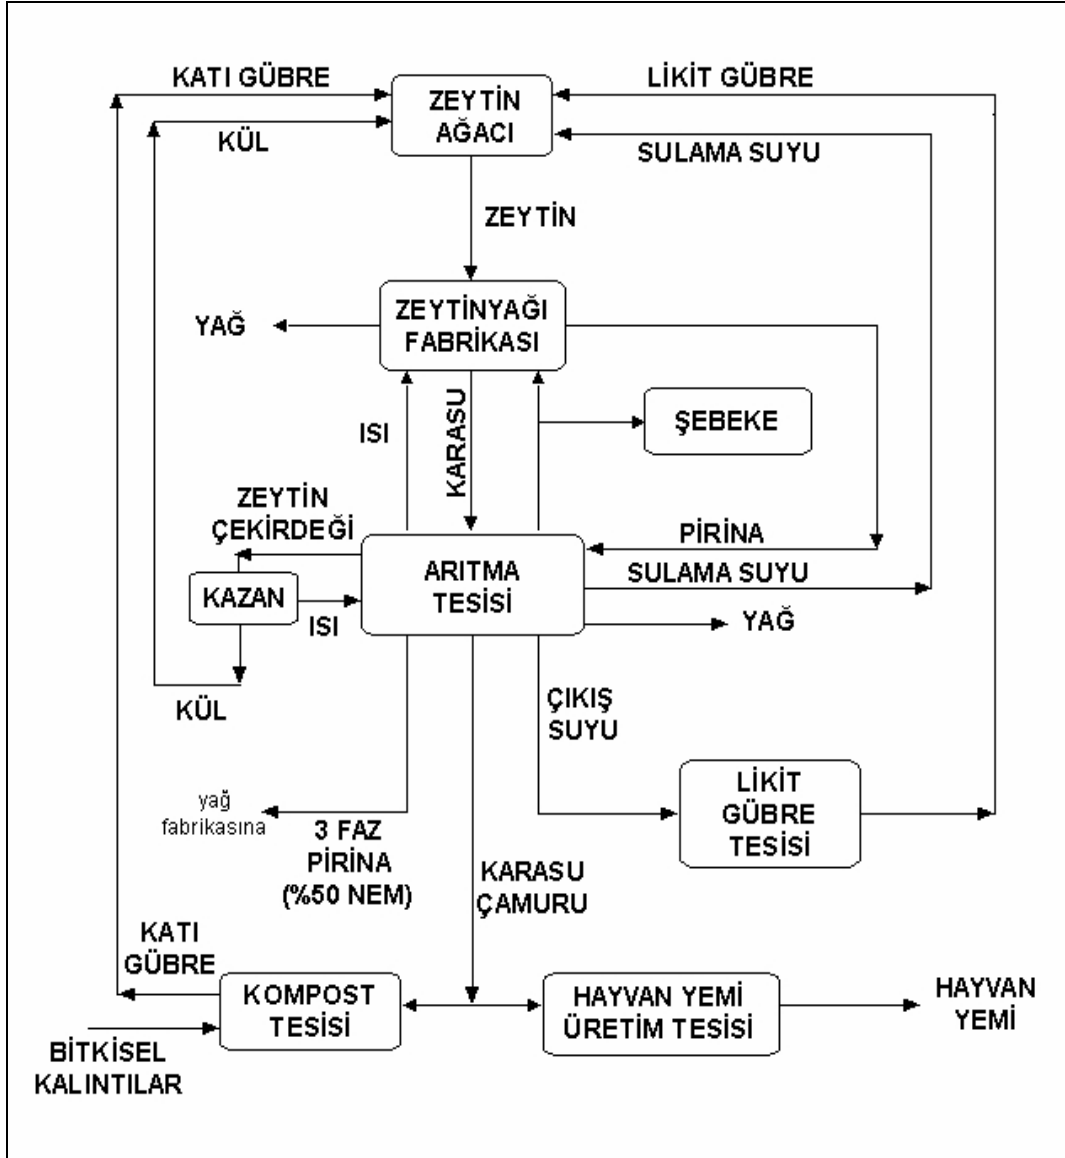 KATI GÜBRE
LİKİT GÜBRE
ZEYTİN
AĞACI
KÜL
SULAMA SUYU
ZEYTİN
ZEYTİNYAĞI
FABRİKASI
YAĞ
ISI
KARASU
ŞEBEKE
ZEYTİN
ÇEKİRDEĞİ
PİRİNA
ARITMA
TESİSİ
SULAMA SUYU
KAZAN
ISI
YAĞ
KÜL
ÇIKIŞ
SUYU
LİKİT
GÜBRE
TESİSİ
yağ
fabrikasına
3 FAZ
PİRİNA
(%50 NEM)
KARASU
ÇAMURU
KATI
GÜBRE
KOMPOST
TESİSİ
HAYVAN YEMİ
ÜRETİM TESİSİ
HAYVAN
YEMİ
BİTKİSEL
KALINTILAR